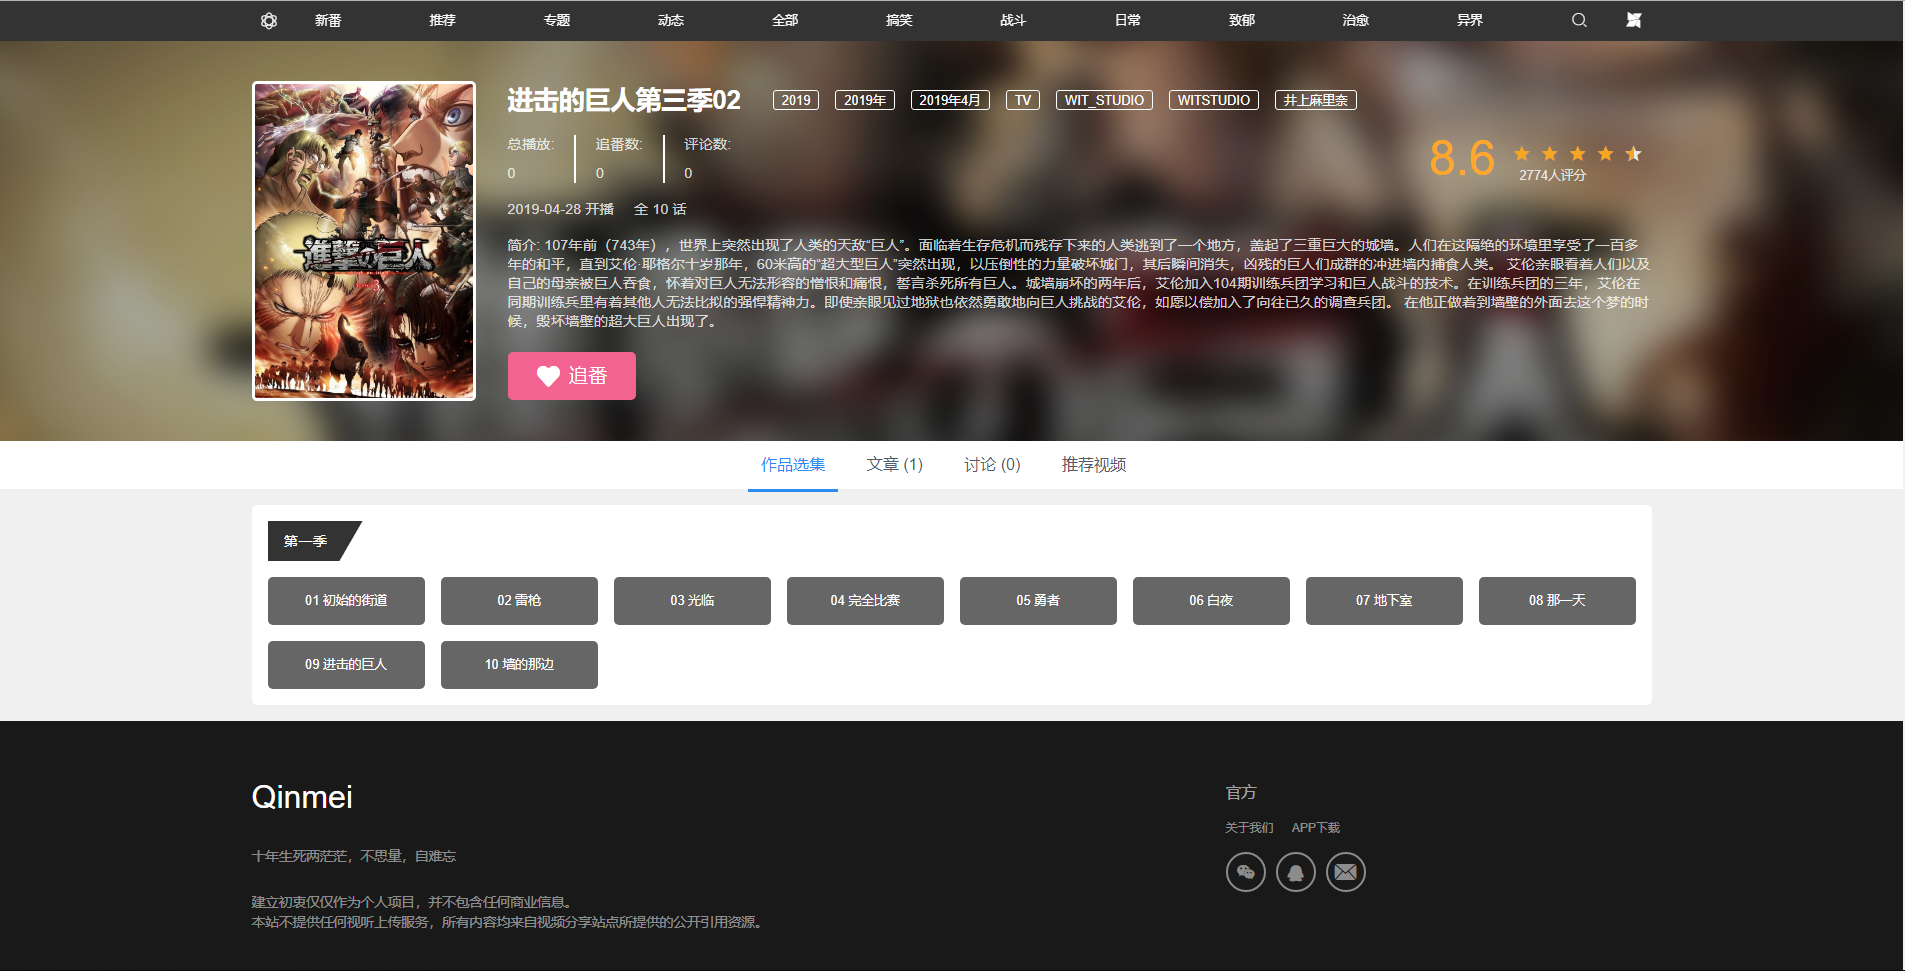 新番 推荐 专题 动态 全部 搞笑 战斗 日常 致郁 治愈 异界
进击的巨人第三季02 2019 2019年 2019年4月 TV WIT_STUDIO WITSTUDIO 井上麻里奈
总播放: 追番数: 评论数:
0 0 0
8.6
2774人评分
2019-04-28 开播 全 10 话
简介: 107年前（743年），世界上突然出现了人类的天敌“巨人”。面临着生存危机而残存下来的人类逃到了一个地方，盖起了三重巨大的城墙。人们在这隔绝的环境里享受了一百多
年的和平，直到艾伦·耶格尔十岁那年，60米高的“超大型巨人”突然出现，以压倒性的力量破坏城门，其后瞬间消失，凶残的巨人们成群的冲进墙内捕食人类。 艾伦亲眼看着人们以及
自己的母亲被巨人吞食，怀着对巨人无法形容的憎恨和痛恨，誓言杀死所有巨人。城墙崩坏的两年后，艾伦加入104期训练兵团学习和巨人战斗的技术。在训练兵团的三年，艾伦在
同期训练兵里有着其他人无法比拟的强悍精神力。即使亲眼见过地狱也依然勇敢地向巨人挑战的艾伦，如愿以偿加入了向往已久的调查兵团。 在他正做着到墙壁的外面去这个梦的时
候，毁坏墙壁的超大巨人出现了。
進撃の巨人
追番
作品选集 文章 (1) 讨论 (0) 推荐视频
第一季
01 初始的街道 02 雷枪 03 光临 04 完全比赛 05 勇者 06 白夜 07 地下室 08 那一天
09 进击的巨人 10 墙的那边
Qinmei
官方
关于我们 APP下载
十年生死两茫茫，不思量，自难忘
建立初衷仅仅作为个人项目，并不包含任何商业信息。
本站不提供任何视听上传服务，所有内容均来自视频分享站点所提供的公开引用资源。